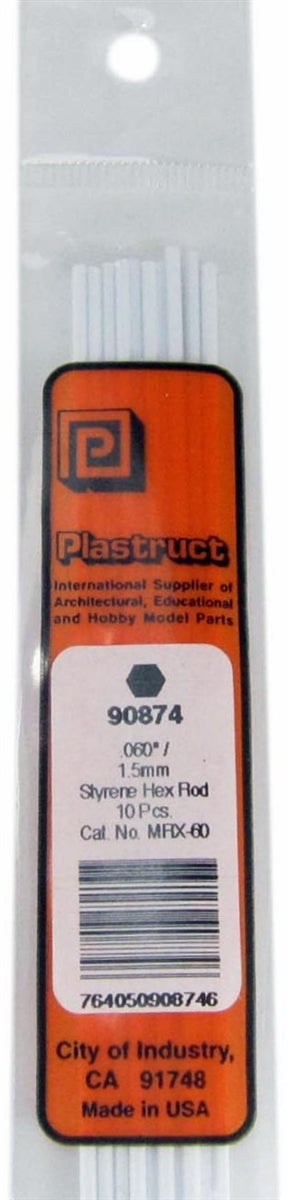 Plastruct
International Supplier of
Architectural, Educational
and Hobby Model Parts
90874
.060" /
1.5mm
Styrene Hex Rod
10 Pcs.
Cat. No. MRX-60
764050908746
City of Industry,
CA 91748
Made in USA